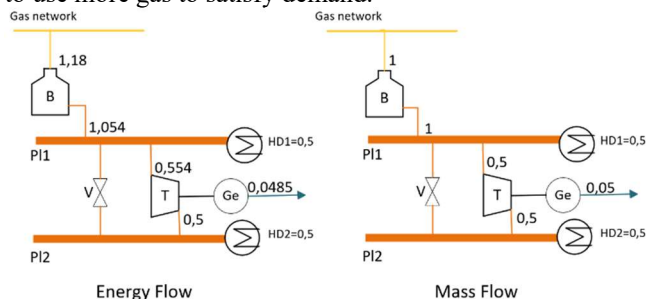 to use more gas to satisfy demand.
Gas network
Gas network
1,18
1
B
B
1,054
1
HD1=0,5
HD1=0,5
Pl1
Pl1
0,554
0,5
V
T
Ge
0,0485
V
T
Ge
0,05
0,5
0,5
HD2=0,5
HD2=0,5
Pl2
Pl2
Energy Flow
Mass Flow